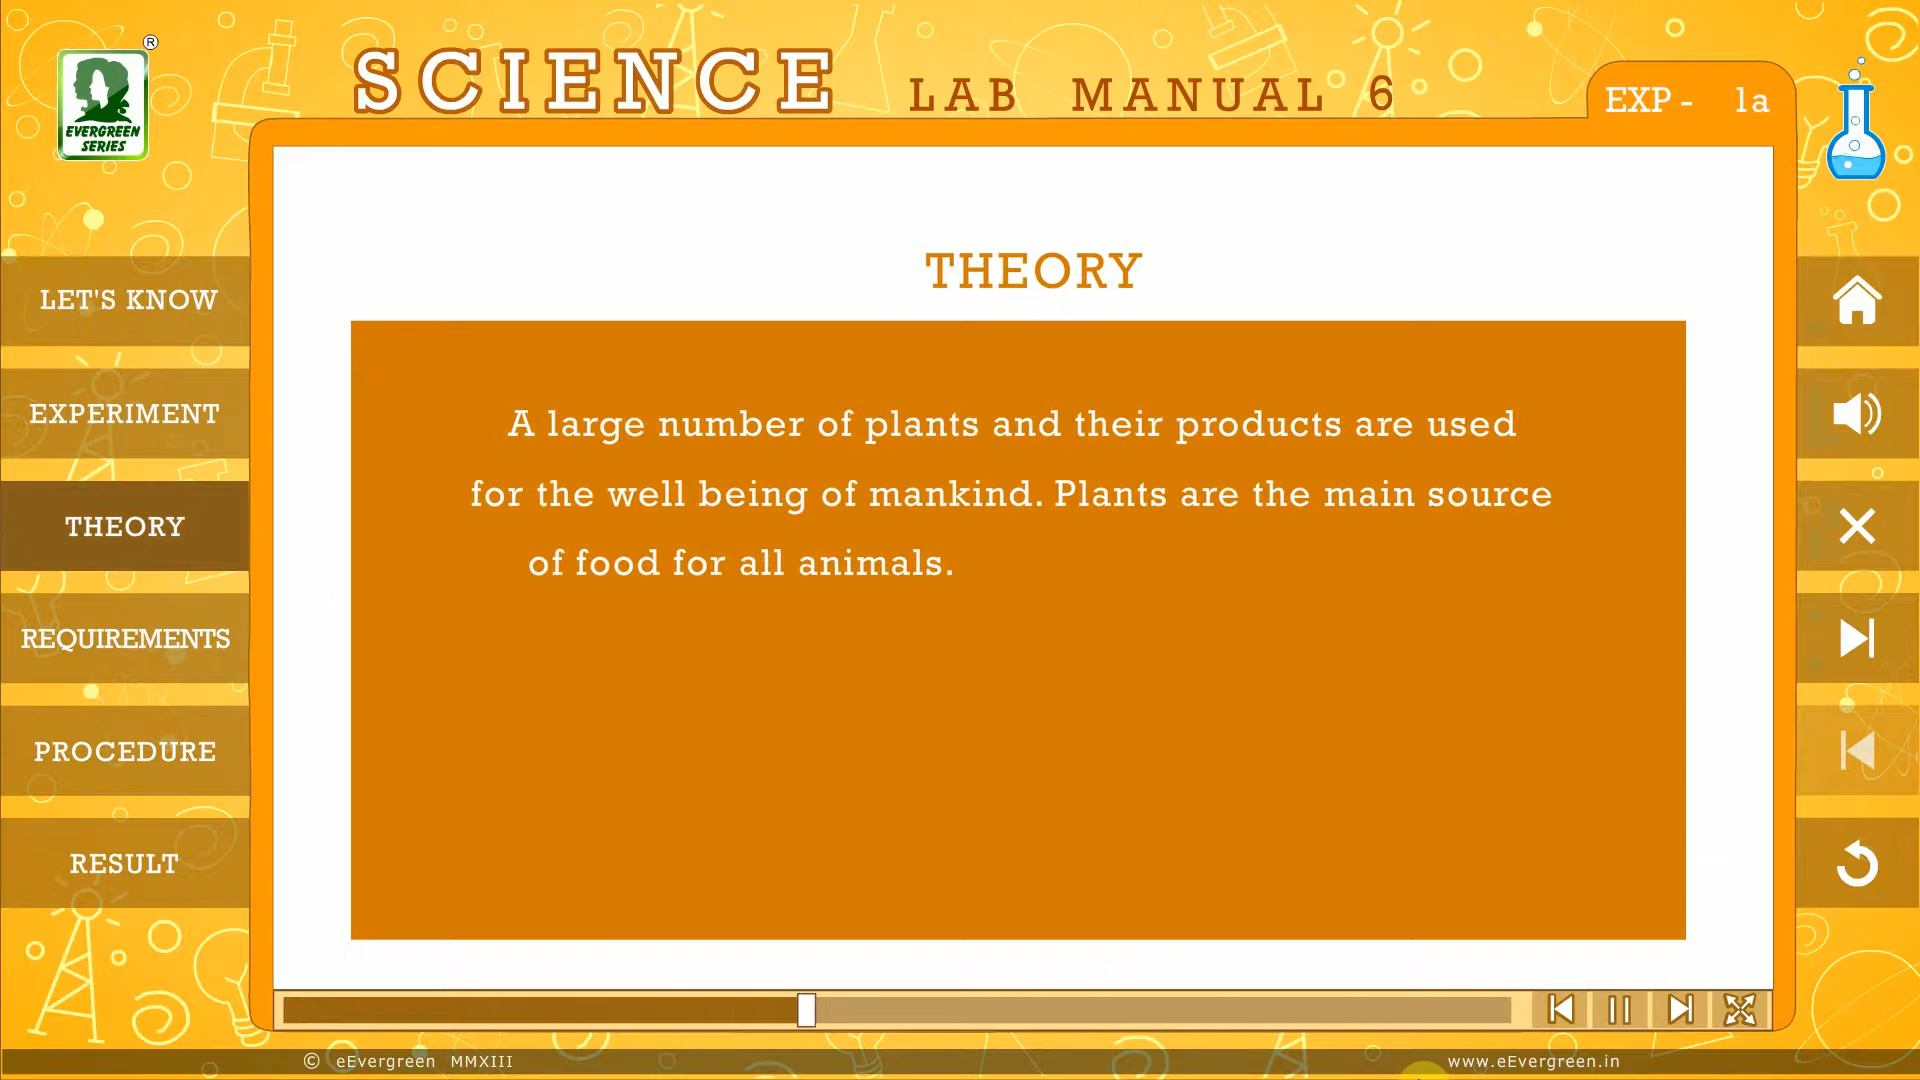 ®
EVERGREEN
SERIES
SCIENCE LAB MANUAL 6
EXP - 1a
LET'S KNOW
EXPERIMENT
THEORY
REQUIREMENTS
PROCEDURE
RESULT
THEORY
A large number of plants and their products are used
for the well being of mankind. Plants are the main source
of food for all animals.
© eEvergreen MMXIII
www.eEvergreen.in